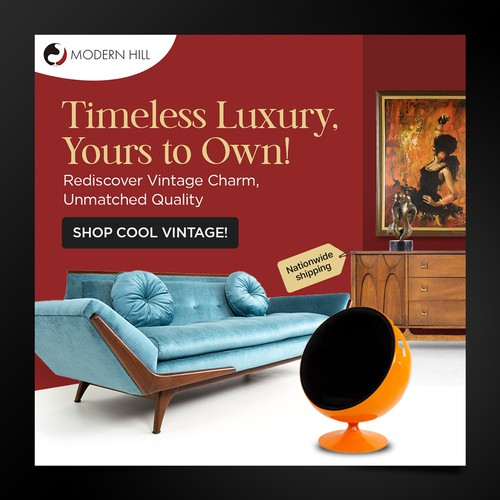 MODERN HILL
Timeless Luxury,
Yours to Own!
Rediscover Vintage Charm,
Unmatched Quality
SHOP COOL VINTAGE!
Nationwide
shipping